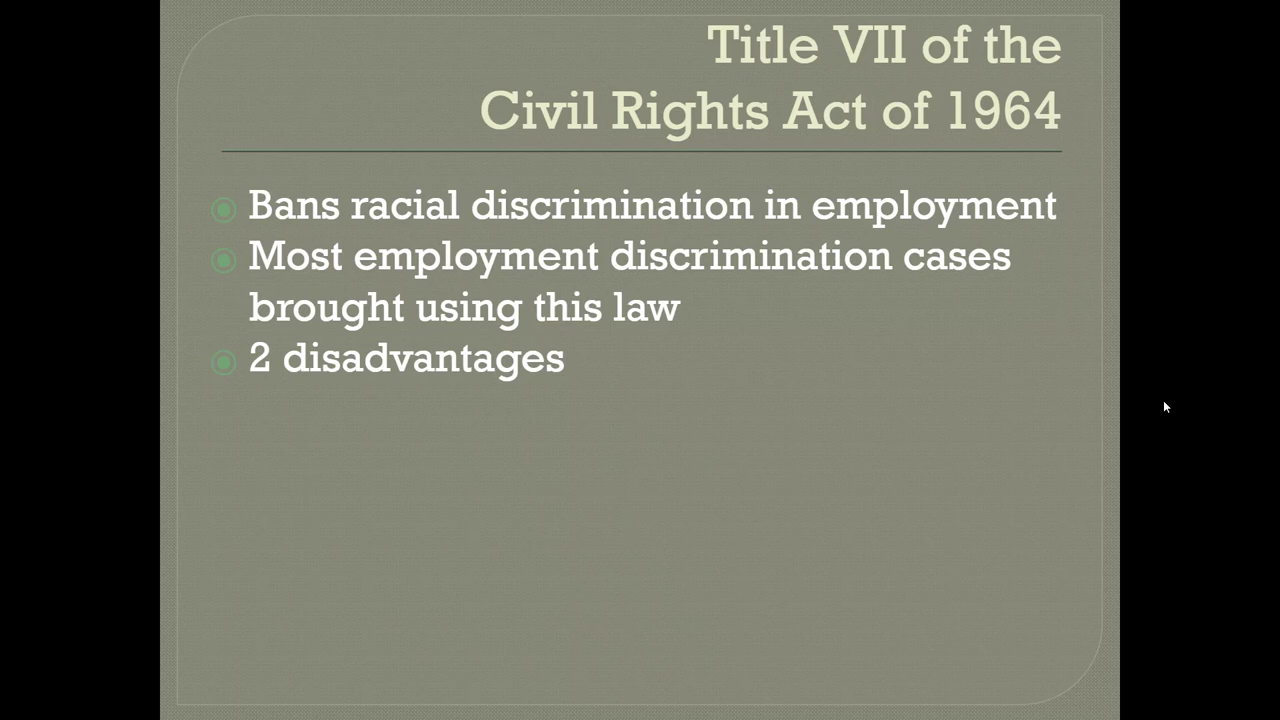 Title VII of the
Civil Rights Act of 1964
Bans racial discrimination in employment
Most employment discrimination cases
brought using this law
2 disadvantages